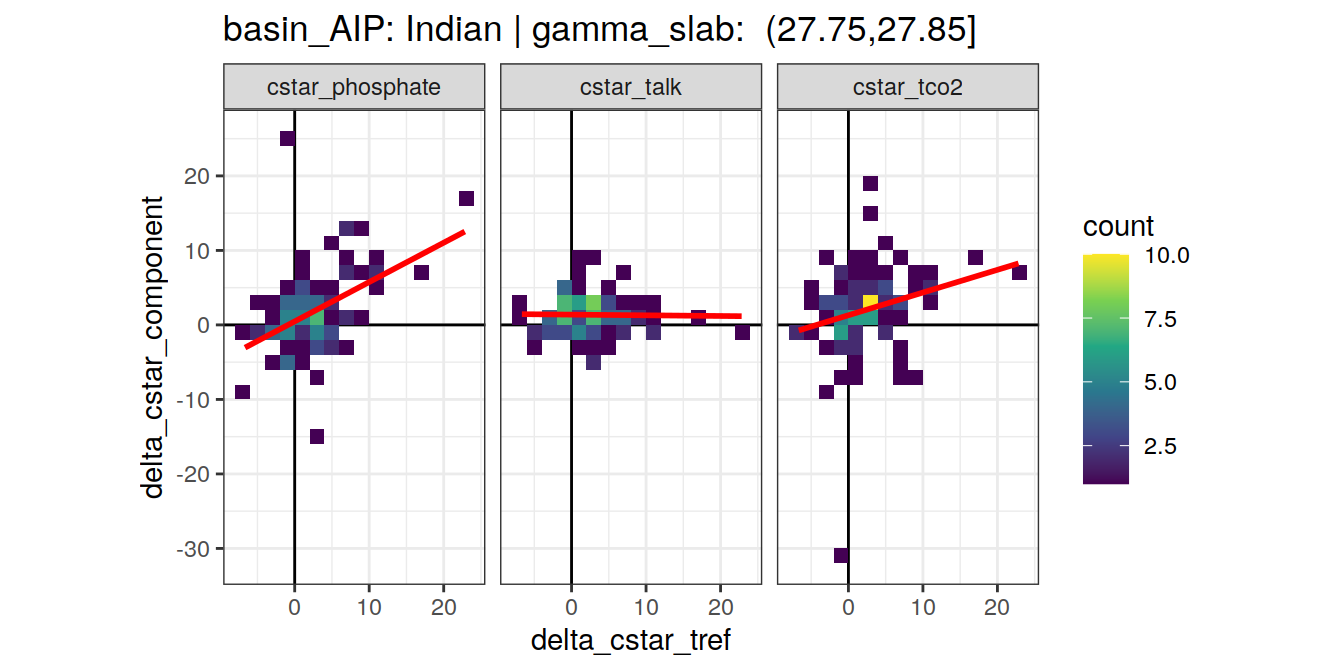 basin_AIP: Indian | gamma_slab:  (27.75,27.85]
cstar_phosphate
cstar_talk
cstar_tco2
delta_cstar_component
20
10
0
-10
-20
-30
0
10
20
0
10
20
0
10
20
delta_cstar_tref
count
10.0
7.5
5.0
2.5